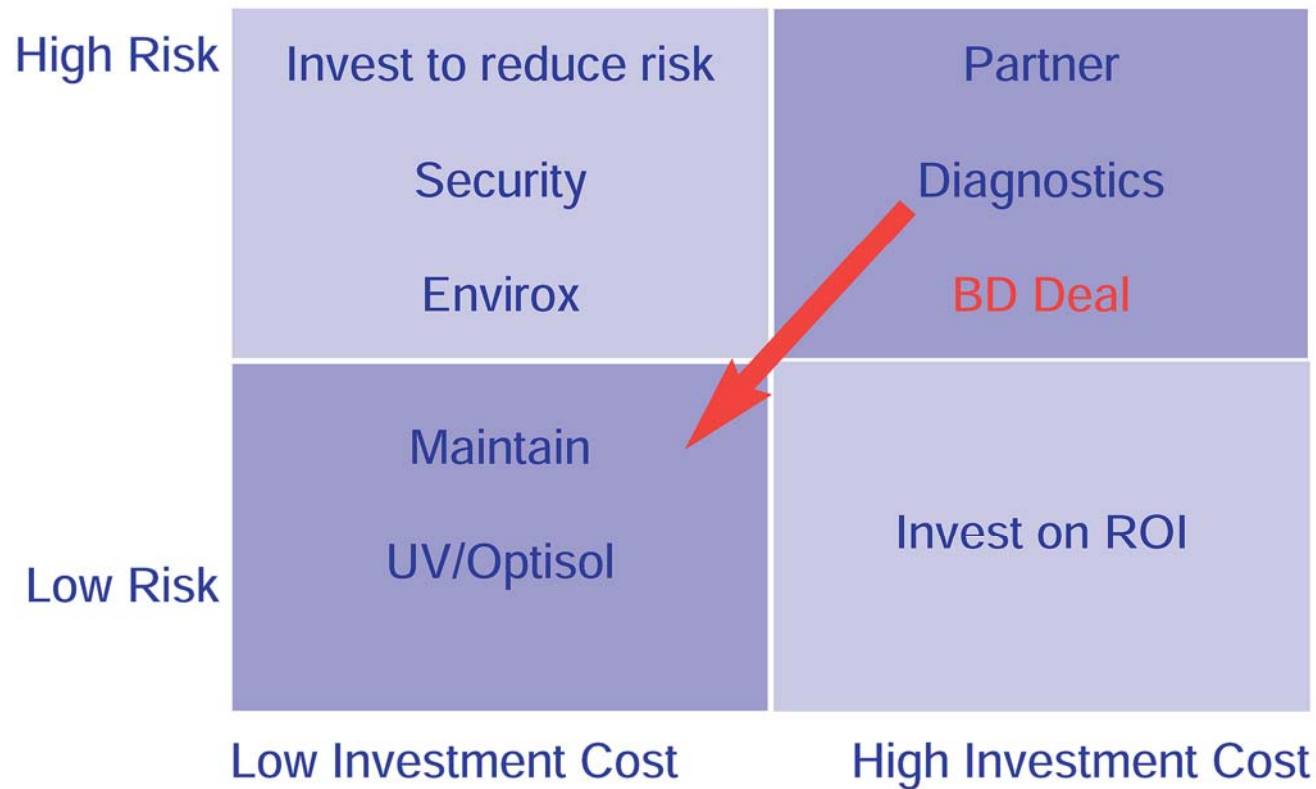 High Risk
Invest to reduce risk
Security
Envirox
Partner
Diagnostics
BD Deal
Low Risk
Maintain
UV/Optisol
Invest on ROI
Low Investment Cost
High Investment Cost